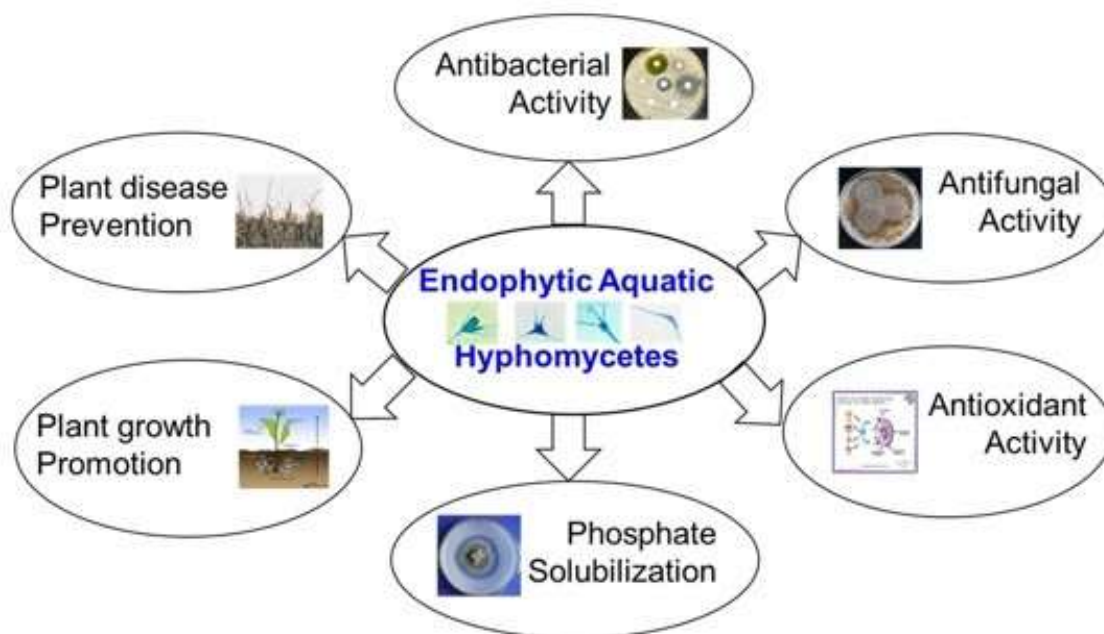 Antibacterial
Activity
Plant disease
Prevention
Antifungal
Activity
Endophytic Aquatic
Hyphomycetes
Plant growth
Promotion
Antioxidant
Activity
Phosphate
Solubilization